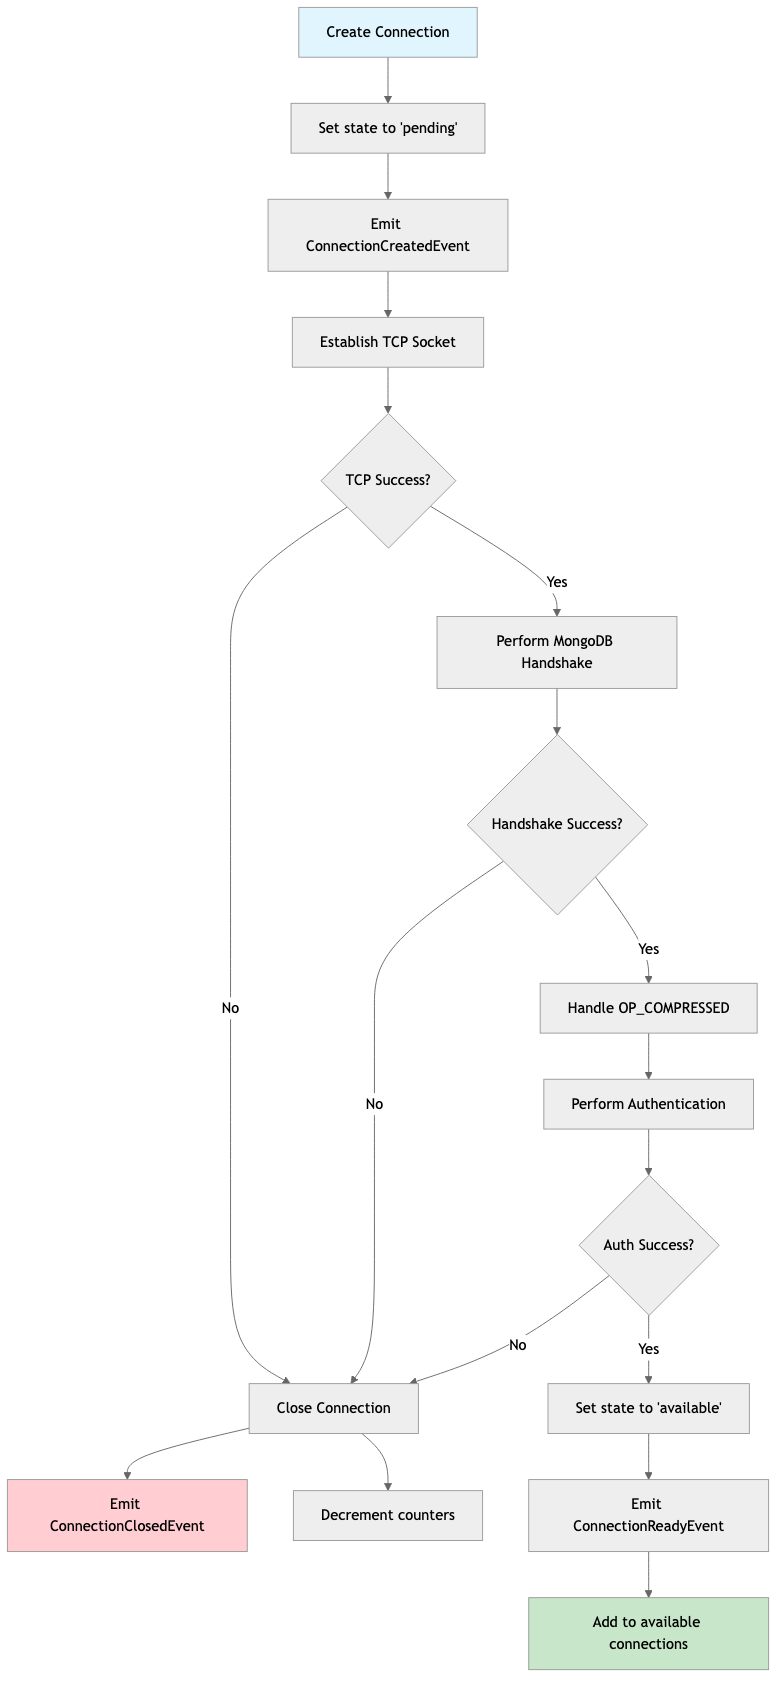 Create Connection
Set state to 'pending'
Emit
ConnectionCreatedEvent
Establish TCP Socket
TCP Success?
Yes
Perform MongoDB
Handshake
Handshake Success?
Yes
No
Handle OP_COMPRESSED
No
Perform Authentication
Auth Success?
No
Yes
Close Connection
Set state to 'available'
Emit
ConnectionClosedEvent
Decrement counters
Emit
ConnectionReadyEvent
Add to available
connections